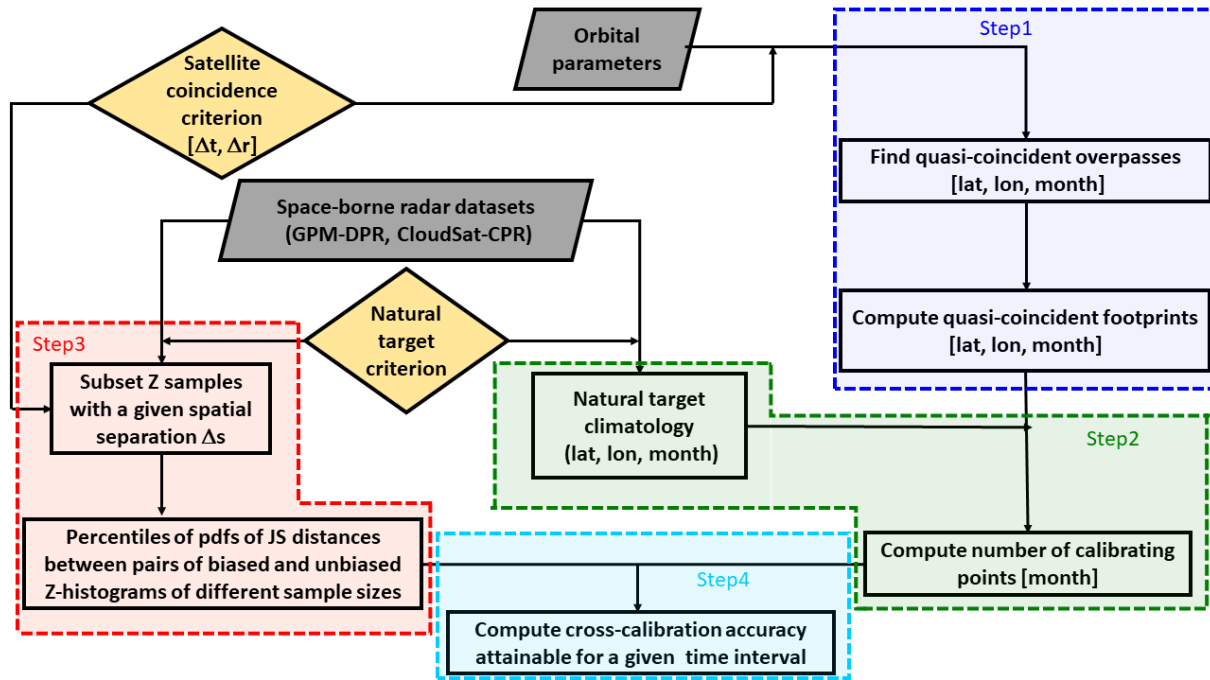 Orbital
parameters
Step1
Satellite
coincidence
criterion
[Δt, Δr]
Find quasi-coincident overpasses
[lat, lon, month]
Space-borne radar datasets
(GPM-DPR, CloudSat-CPR)
Natural
target
criterion
Compute quasi-coincident footprints
[lat, lon, month]
Step3
Subset Z samples
with a given spatial
separation Δs
Natural target
climatology
(lat, lon, month)
Step2
Percentiles of pdfs of JS distances
between pairs of biased and unbiased
Z-histograms of different sample sizes
Compute number of calibrating
points [month]
Step4
Compute cross-calibration accuracy
attainable for a given time interval